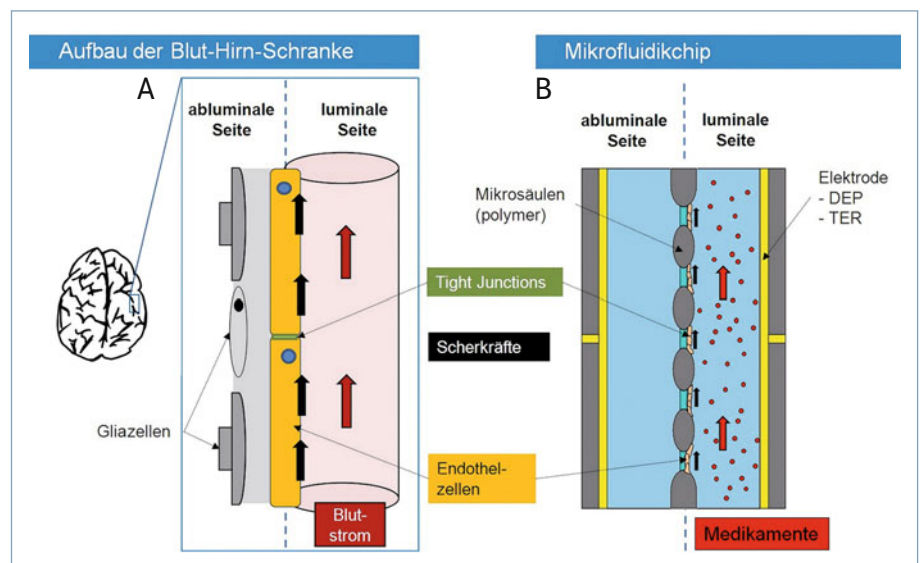 Aufbau der Blut-Hirn-Schranke
A
abluminale
Seite
luminale
Seite
Gliazellen
Blut-
strom
Tight Junctions
Scherkräfte
Endothel-
zellen
Mikrofluidikchip
B
abluminale
Seite
luminale
Seite
Mikrosäulen
(polymer)
Elektrode
- DEP
- TER
Medikamente